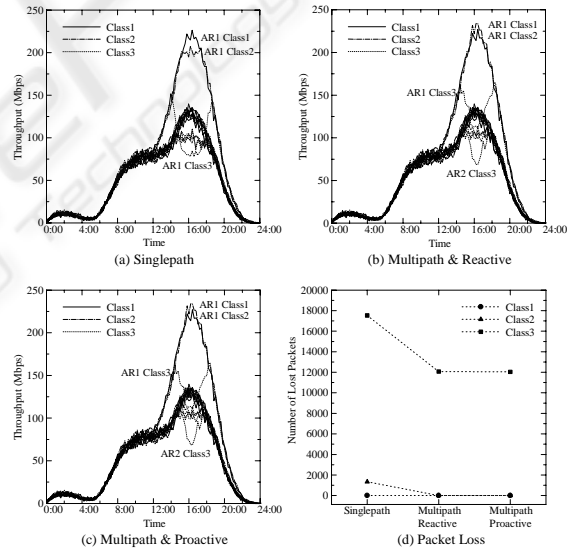 250
200
150
100
50
0
Throughput (Mbps)
Class1
Class2
Class3
AR1 Class1
AR1 Class2
AR1 Class3
0:00 4:00 8:00 12:00 16:00 20:00 24:00
Time
(a) Singlepath
250
200
150
100
50
0
Throughput (Mbps)
Class1
Class2
Class3
AR1 Class1
AR1 Class2
AR1 Class3
AR2 Class3
0:00 4:00 8:00 12:00 16:00 20:00 24:00
Time
(b) Multipath & Reactive
250
200
150
100
50
0
Throughput (Mbps)
Class1
Class2
Class3
AR1 Class1
AR1 Class2
AR1 Class3
AR2 Class3
0:00 4:00 8:00 12:00 16:00 20:00 24:00
Time
(c) Multipath & Proactive
20000
18000
16000
14000
12000
10000
8000
6000
4000
2000
0
Number of Lost Packets
Class1
Class2
Class3
Singlepath
Multipath
Reactive
Multipath
Proactive
(d) Packet Loss